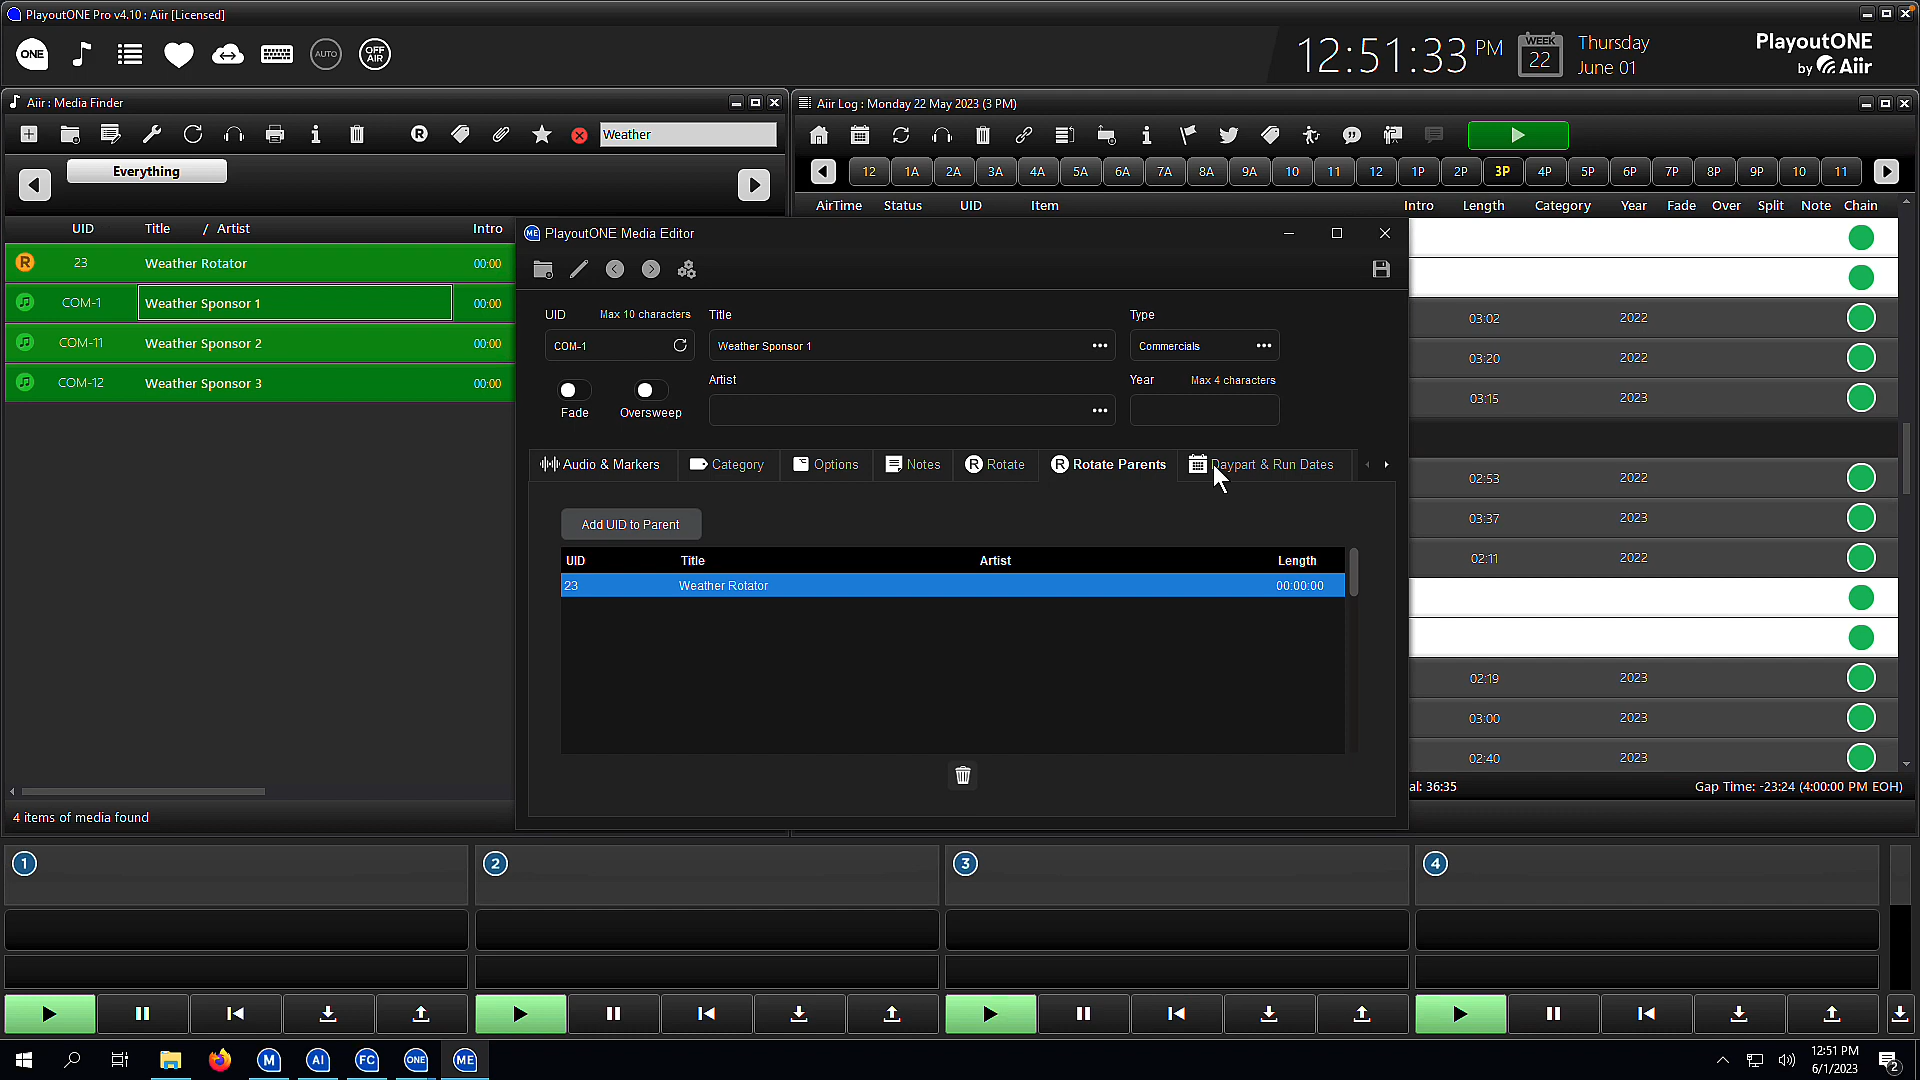 PlayoutONE Pro v4.10 : Aiir [Licensed]
ONE
AUTO
OFF AIR
12:51:33 PM
WEEK
22
Thursday
June 01
PlayoutONE
by Aiir
Aiir : Media Finder
R
Weather
Everything
UID Title / Artist Intro
R 23 Weather Rotator 00:00
COM-1 Weather Sponsor 1 00:00
COM-11 Weather Sponsor 2 00:00
COM-12 Weather Sponsor 3 00:00
4 items of media found
Aiir Log : Monday 22 May 2023 (3 PM)
12 1A 2A 3A 4A 5A 6A 7A 8A 9A 10 11 12 1P 2P 3P 4P 5P 6P 7P 8P 9P 10 11
AirTime Status UID Item Intro Length Category Year Fade Over Split Note Chain
03:02 2022
03:20 2022
03:15 2023
02:53 2022
03:37 2023
02:11 2022
02:19 2023
03:00 2023
02:40 2023
al: 36:35
Gap Time: -23:24 (4:00:00 PM EOH)
ME PlayoutONE Media Editor
UID Max 10 characters Title Type
COM-1 Weather Sponsor 1 ••• Commercials •••
Artist Year Max 4 characters
Fade Oversweep •••
Audio & Markers Category Options Notes R Rotate R Rotate Parents Daypart & Run Dates
Add UID to Parent
UID Title Artist Length
23 Weather Rotator 00:00:00
1 2 3 4
M AI FC ONE ME
12:51 PM
6/1/2023
2